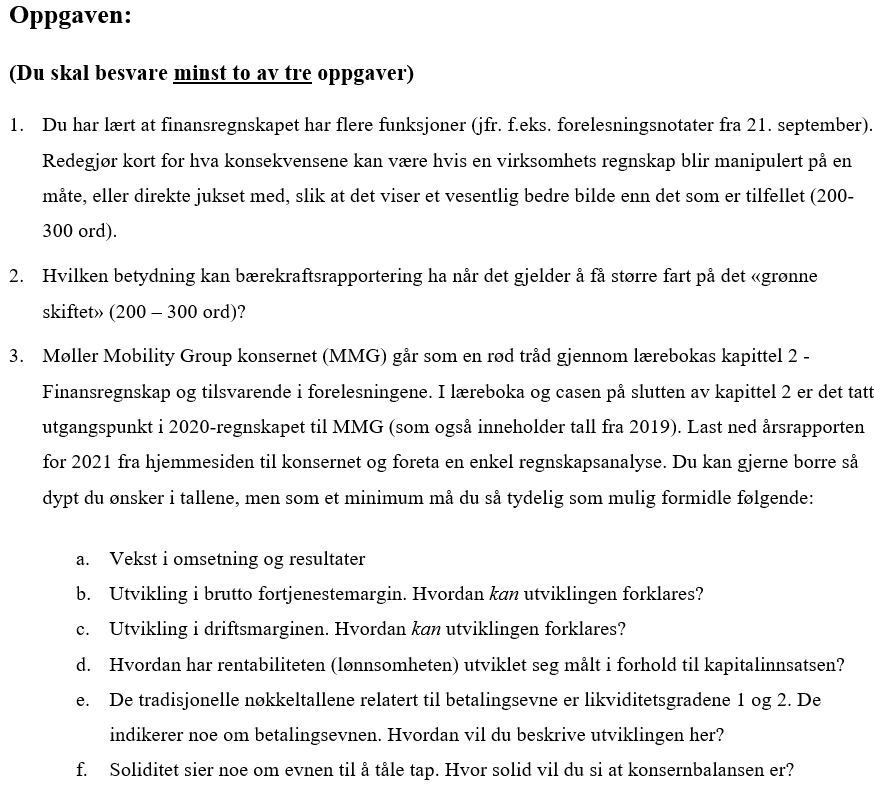 Oppgaven:
(Du skal besvare minst to av tre oppgaver)
1. Du har lært at finansregnskapet har flere funksjoner (jfr. f.eks. forelesningsnotater fra 21. september).
Redegjør kort for hva konsekvensene kan være hvis en virksomhets regnskap blir manipulert på en
måte, eller direkte jukset med, slik at det viser et vesentlig bedre bilde enn det som er tilfellet (200-
300 ord).
2. Hvilken betydning kan bærekraftsrapportering ha når det gjelder å få større fart på det «grønne
skiftet» (200 – 300 ord)?
3. Møller Mobility Group konsernet (MMG) går som en rød tråd gjennom lærebokas kapittel 2 -
Finansregnskap og tilsvarende i forelesningene. I læreboka og casen på slutten av kapittel 2 er det tatt
utgangspunkt i 2020-regnskapet til MMG (som også inneholder tall fra 2019). Last ned årsrapporten
for 2021 fra hjemmesiden til konsernet og foreta en enkel regnskapsanalyse. Du kan gjerne borre så
dypt du ønsker i tallene, men som et minimum må du så tydelig som mulig formidle følgende:
a. Vekst i omsetning og resultater
b. Utvikling i brutto fortjenestemargin. Hvordan kan utviklingen forklares?
c. Utvikling i driftsmarginen. Hvordan kan utviklingen forklares?
d. Hvordan har rentabiliteten (lønnsomheten) utviklet seg målt i forhold til kapitalinnsatsen?
e. De tradisjonelle nøkkeltallene relatert til betalingsevne er likviditetsgradene 1 og 2. De
indikerer noe om betalingsevnen. Hvordan vil du beskrive utviklingen her?
f. Soliditet sier noe om evnen til å tåle tap. Hvor solid vil du si at konsernbalansen er?